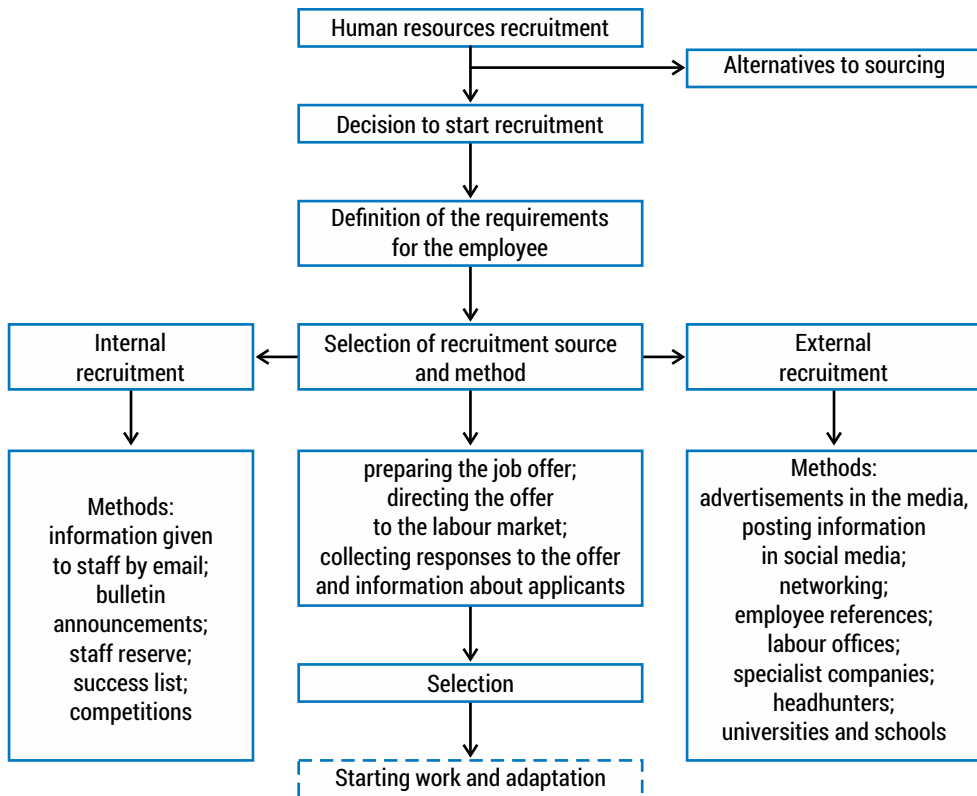 Human resources recruitment
Alternatives to sourcing
Decision to start recruitment
Definition of the requirements
for the employee
Internal
recruitment
Selection of recruitment source
and method
External
recruitment
Methods:
information given
to staff by email;
bulletin
announcements;
staff reserve;
success list;
competitions
preparing the job offer;
directing the offer
to the labour market;
collecting responses to the offer
and information about applicants
Methods:
advertisements in the media,
posting information
in social media;
networking;
employee references;
labour offices;
specialist companies;
headhunters;
universities and schools
Selection
Starting work and adaptation